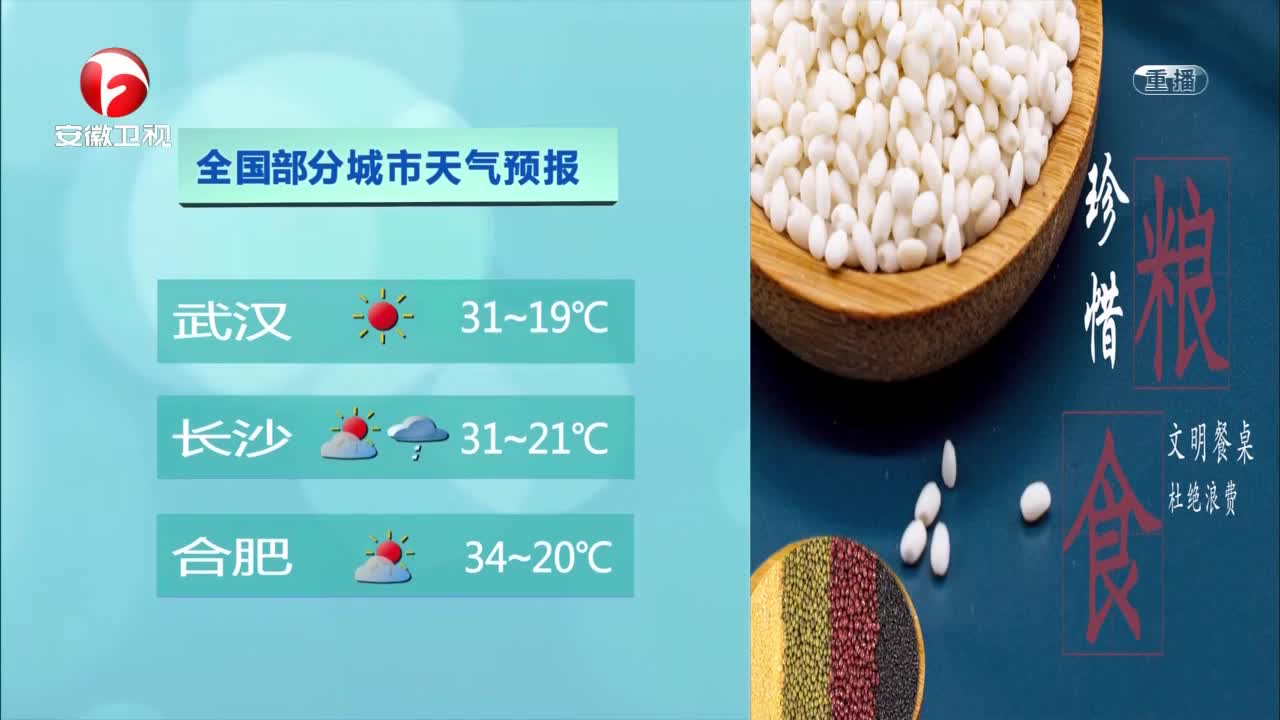 安徽卫视
全国部分城市天气预报
武汉 31~19℃
长沙 31~21℃
合肥 34~20℃
重播
珍惜
粮食
文明餐桌
杜绝浪费